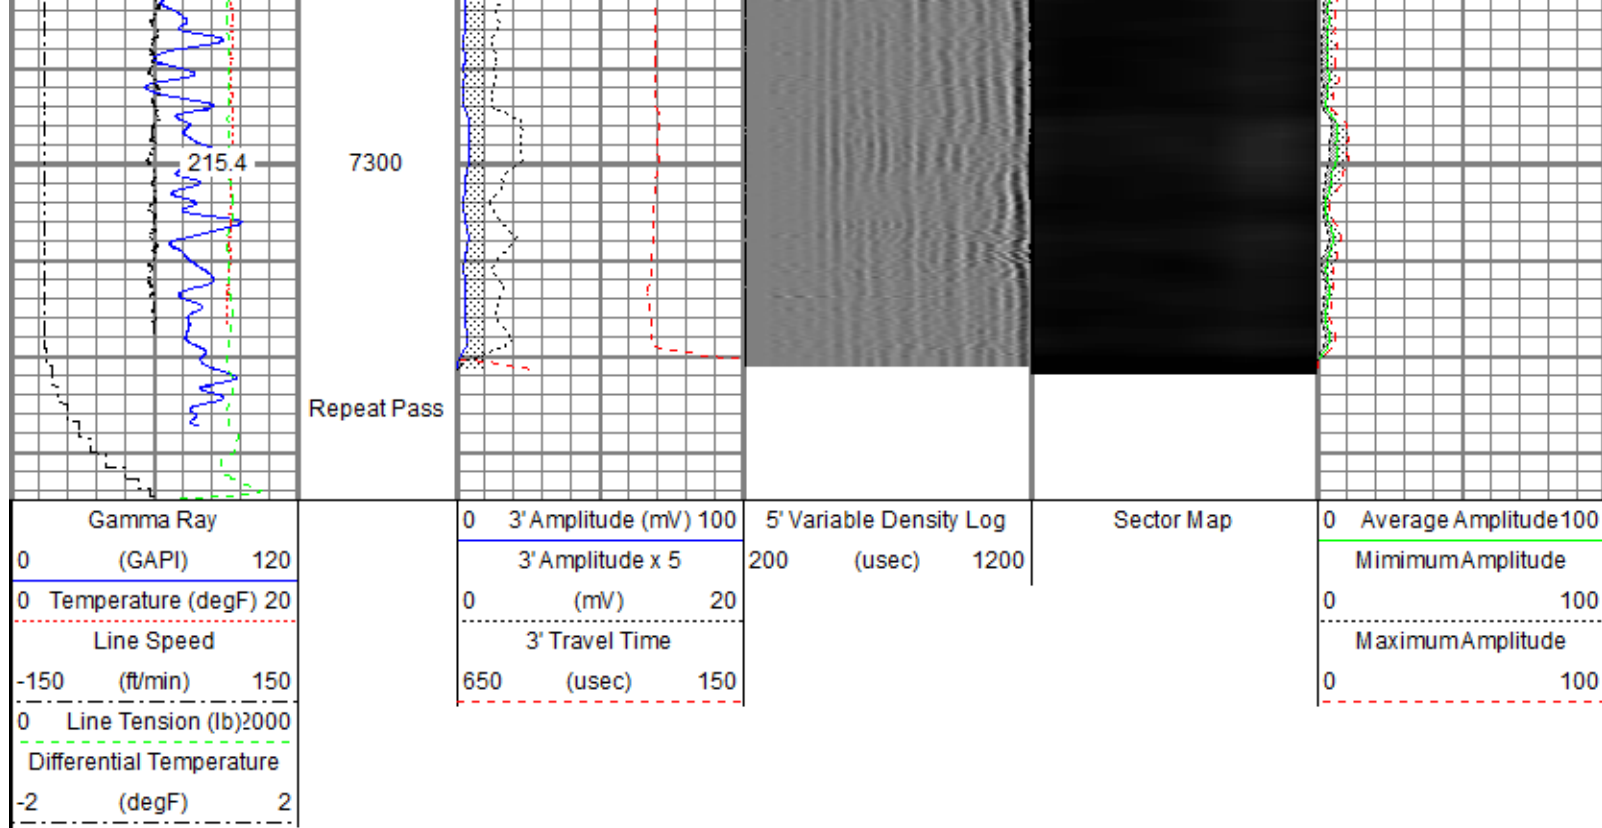 215.4
7300
Repeat Pass
Gamma Ray
0 (GAPI) 120
0 Temperature (degF) 20
Line Speed
-150 (ft/min) 150
0 Line Tension (lb) 2000
Differential Temperature
-2 (degF) 2
0 3' Amplitude (mV) 100
3' Amplitude x 5
0 (mV) 20
3' Travel Time
650 (usec) 150
5' Variable Density Log
200 (usec) 1200
Sector Map
0 Average Amplitude 100
Mimimum Amplitude
0 100
Maximum Amplitude
0 100